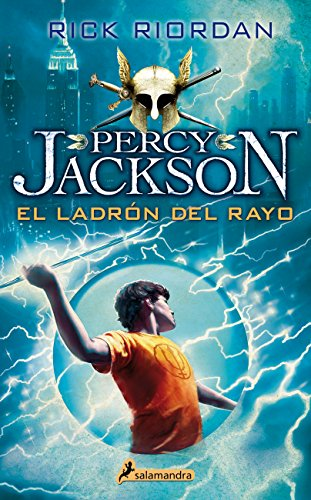 RICK RIORDAN
PERCY
JACKSON
EL LADRÓN DEL RAYO
salamandra